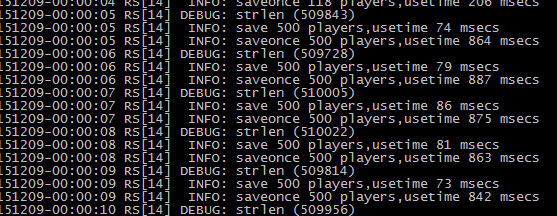 151209-00:00:04 RS[14] INFO: saveonce 118 players,usetime 206 msecs
151209-00:00:05 RS[14] DEBUG: strlen (509843)
151209-00:00:05 RS[14] INFO: save 500 players,usetime 74 msecs
151209-00:00:05 RS[14] INFO: saveonce 500 players,usetime 864 msecs
151209-00:00:06 RS[14] DEBUG: strlen (509728)
151209-00:00:06 RS[14] INFO: save 500 players,usetime 79 msecs
151209-00:00:06 RS[14] INFO: saveonce 500 players,usetime 887 msecs
151209-00:00:07 RS[14] DEBUG: strlen (510005)
151209-00:00:07 RS[14] INFO: save 500 players,usetime 86 msecs
151209-00:00:07 RS[14] INFO: saveonce 500 players,usetime 875 msecs
151209-00:00:08 RS[14] DEBUG: strlen (510022)
151209-00:00:08 RS[14] INFO: save 500 players,usetime 81 msecs
151209-00:00:08 RS[14] INFO: saveonce 500 players,usetime 863 msecs
151209-00:00:09 RS[14] DEBUG: strlen (509814)
151209-00:00:09 RS[14] INFO: save 500 players,usetime 73 msecs
151209-00:00:09 RS[14] INFO: saveonce 500 players,usetime 842 msecs
151209-00:00:10 RS[14] DEBUG: strlen (509956)